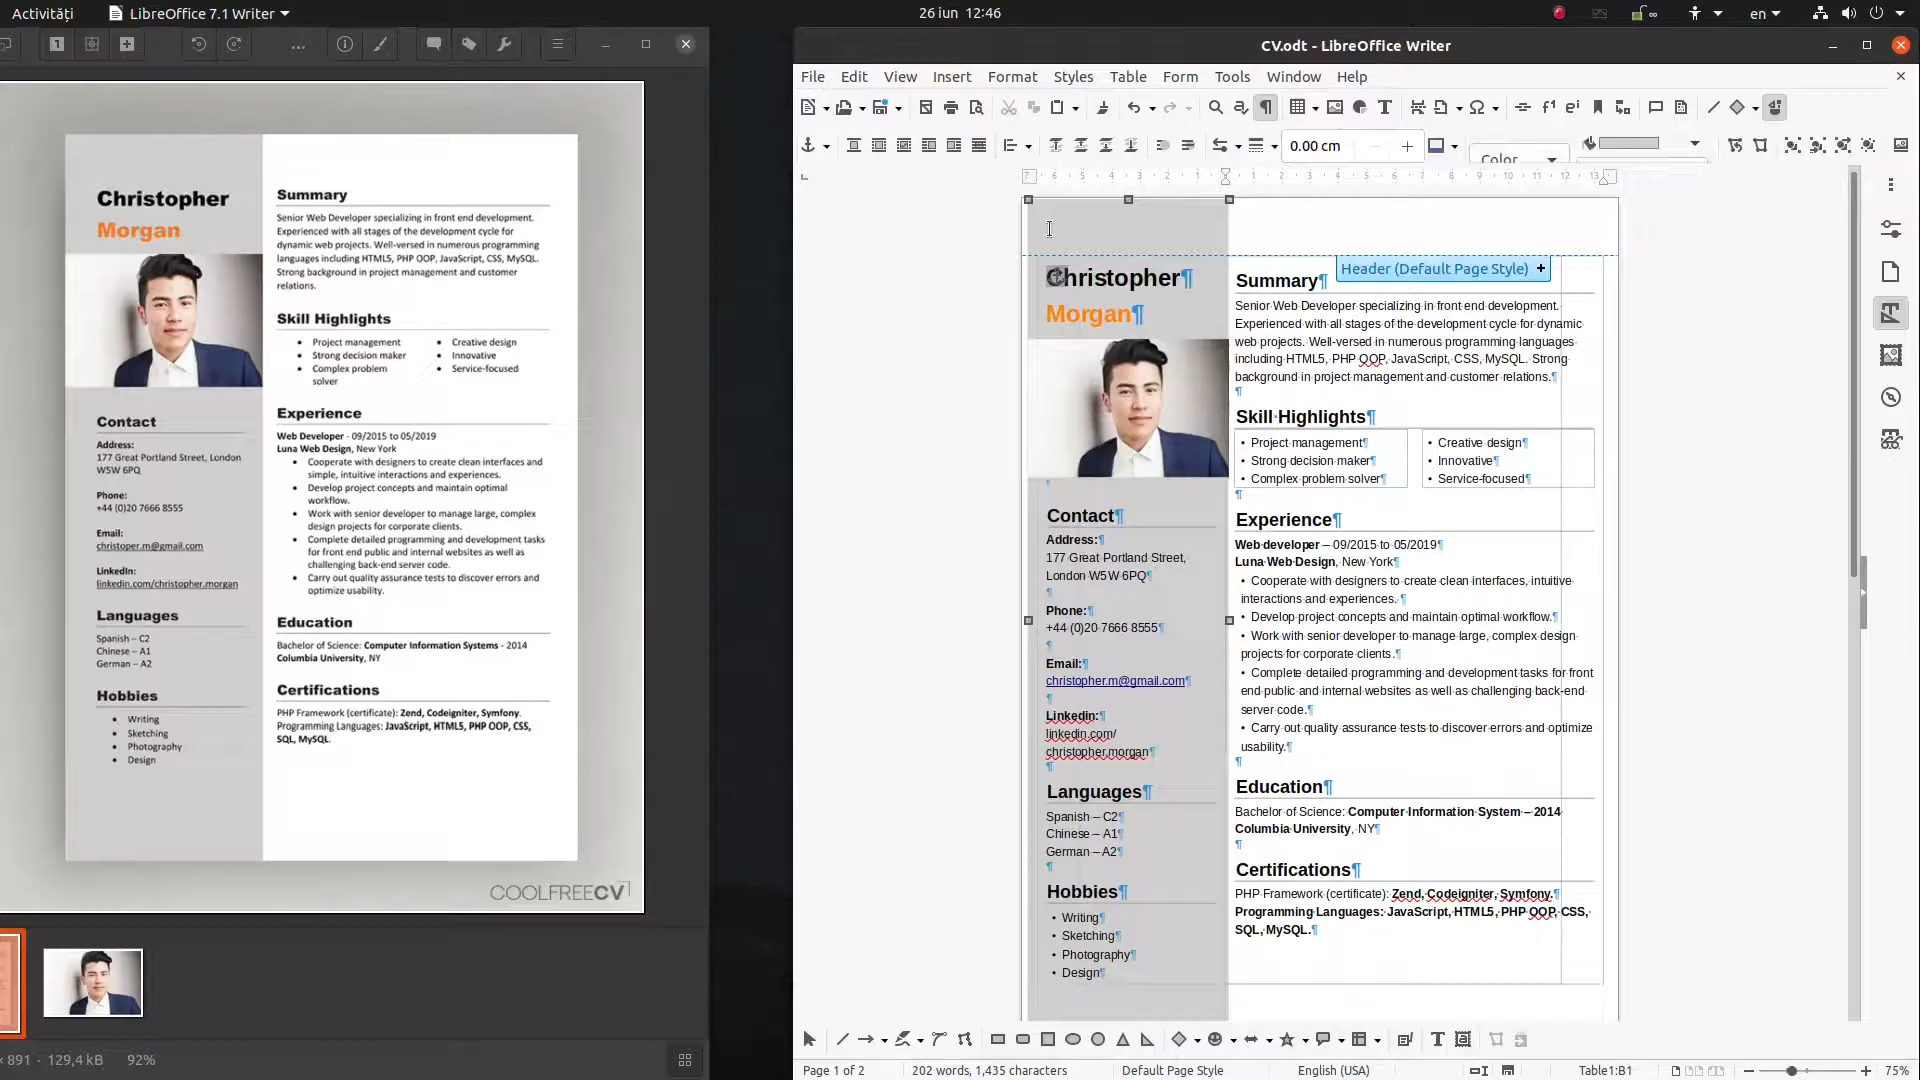 Activități
LibreOffice 7.1 Writer
26 iun 12:46
en
1
Christopher
Morgan
Contact
Address:
177 Great Portland Street, London
W5W 6PQ
Phone:
+44 (0)20 7666 8555
Email:
christoper.m@gmail.com
LinkedIn:
linkedin.com/christopher.morgan
Languages
Spanish – C2
Chinese – A1
German – A2
Hobbies
• Writing
• Sketching
• Photography
• Design
Summary
Senior Web Developer specializing in front end development.
Experienced with all stages of the development cycle for
dynamic web projects. Well-versed in numerous programming
languages including HTML5, PHP OOP, JavaScript, CSS, MySQL.
Strong background in project management and customer
relations.
Skill Highlights
• Project management
• Strong decision maker
• Complex problem
solver
• Creative design
• Innovative
• Service-focused
Experience
Web Developer - 09/2015 to 05/2019
Luna Web Design, New York
• Cooperate with designers to create clean interfaces and
simple, intuitive interactions and experiences.
• Develop project concepts and maintain optimal
workflow.
• Work with senior developer to manage large, complex
design projects for corporate clients.
• Complete detailed programming and development tasks
for front end public and internal websites as well as
challenging back-end server code.
• Carry out quality assurance tests to discover errors and
optimize usability.
Education
Bachelor of Science: Computer Information Systems - 2014
Columbia University, NY
Certifications
PHP Framework (certificate): Zend, Codeigniter, Symfony.
Programming Languages: JavaScript, HTML5, PHP OOP, CSS,
SQL, MySQL.
COOLFREECV
× 891 · 129,4 kB 92%
CV.odt - LibreOffice Writer
File Edit View Insert Format Styles Table Form Tools Window Help
0.00 cm
Color
7 6 5 4 3 2 1 1 2 3 4 5 6 7 8 9 10 11 12 13
Header (Default Page Style) +
Christopher¶
Morgan¶
¶
Contact¶
Address:¶
177 Great Portland Street,
London W5W 6PQ¶
¶
Phone:¶
+44 (0)20 7666 8555¶
¶
Email:¶
christopher.m@gmail.com¶
¶
Linkedin:¶
linkedin.com/
christopher.morgan¶
¶
Languages¶
Spanish – C2¶
Chinese – A1¶
German – A2¶
¶
Hobbies¶
• Writing¶
• Sketching¶
• Photography¶
• Design¶
Summary¶
Senior Web Developer specializing in front end development.
Experienced with all stages of the development cycle for dynamic
web projects. Well-versed in numerous programming languages
including HTML5, PHP OOP, JavaScript, CSS, MySQL. Strong
background in project management and customer relations.¶
¶
Skill Highlights¶
• Project management¶
• Strong decision maker¶
• Complex problem solver¶
• Creative design¶
• Innovative¶
• Service-focused¶
¶
Experience¶
Web developer – 09/2015 to 05/2019¶
Luna Web Design, New York¶
• Cooperate with designers to create clean interfaces, intuitive
interactions and experiences. ¶
• Develop project concepts and maintain optimal workflow.¶
• Work with senior developer to manage large, complex design
projects for corporate clients.¶
• Complete detailed programming and development tasks for front
end public and internal websites as well as challenging back-end
server code.¶
• Carry out quality assurance tests to discover errors and optimize
usability.¶
¶
Education¶
Bachelor of Science: Computer Information System – 2014
Columbia University, NY¶
¶
Certifications¶
PHP Framework (certificate): Zend, Codeigniter, Symfony.¶
Programming Languages: JavaScript, HTML5, PHP OOP, CSS,
SQL, MySQL.¶
Page 1 of 2
202 words, 1,435 characters
Default Page Style
English (USA)
Table1:B1
75%